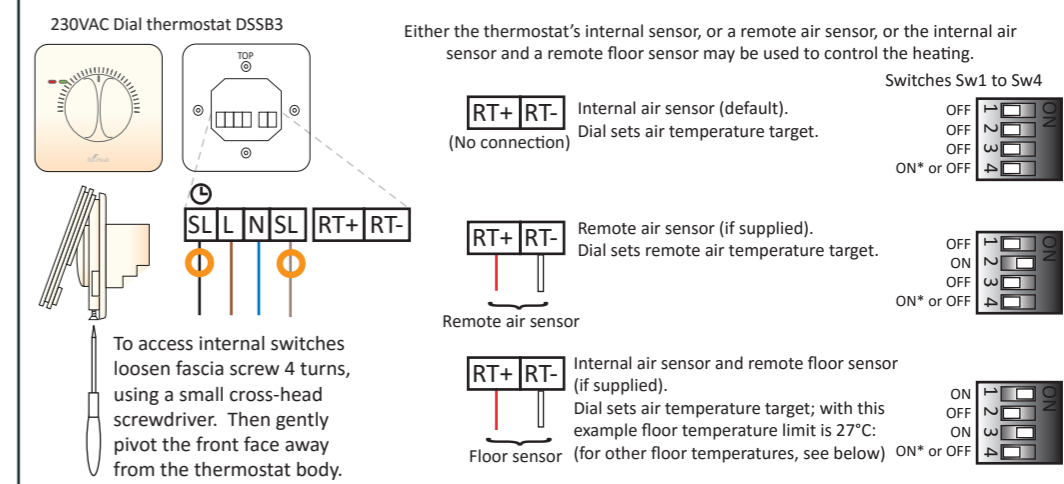 230VAC Dial thermostat DSSB3
TOP
SL L N SL RT+ RT-
To access internal switches
loosen fascia screw 4 turns,
using a small cross-head
screwdriver. Then gently
pivot the front face away
from the thermostat body.
Either the thermostat's internal sensor, or a remote air sensor, or the internal air
sensor and a remote floor sensor may be used to control the heating.
Switches Sw1 to Sw4
RT+ RT-
(No connection)
Internal air sensor (default).
Dial sets air temperature target.
OFF 1 ON
OFF 2
OFF 3
ON* or OFF 4
RT+ RT-
Remote air sensor
Remote air sensor (if supplied).
Dial sets remote air temperature target.
OFF 1 ON
ON 2
OFF 3
ON* or OFF 4
RT+ RT-
Floor sensor
Internal air sensor and remote floor sensor
(if supplied).
Dial sets air temperature target; with this
example floor temperature limit is 27°C:
(for other floor temperatures, see below)
ON 1 ON
OFF 2
ON 3
ON* or OFF 4